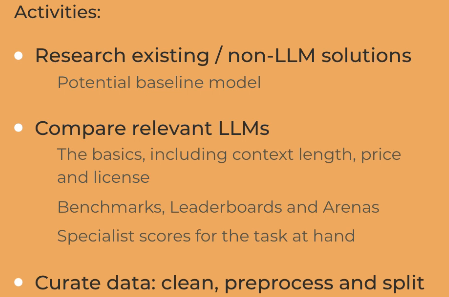 Activities:
Research existing / non-LLM solutions
Potential baseline model
Compare relevant LLMs
The basics, including context length, price
and license
Benchmarks, Leaderboards and Arenas
Specialist scores for the task at hand
Curate data: clean, preprocess and split